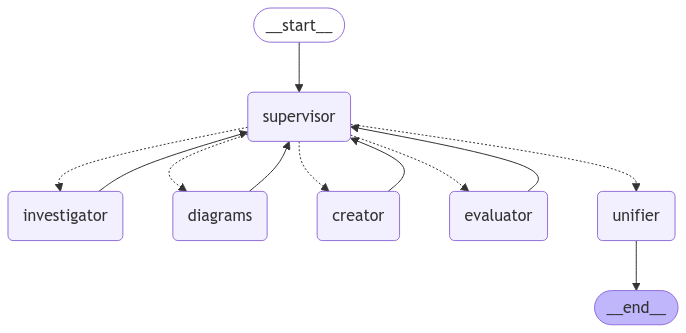 __start__
supervisor
investigator
diagrams
creator
evaluator
unifier
__end__